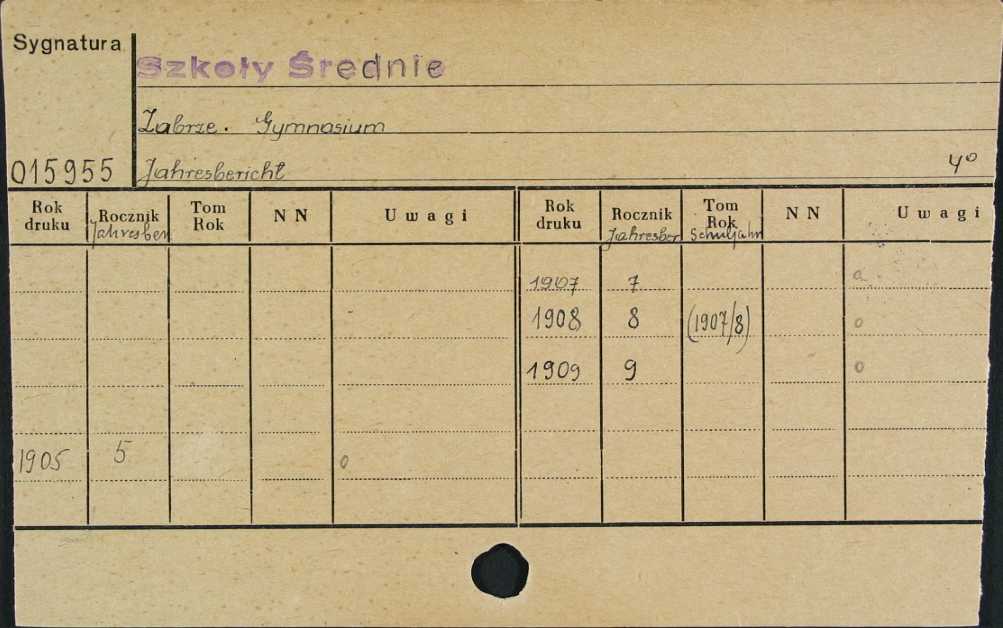 Sygnatura
Szkoły Średnie
Zabrze. Gymnasium
015955 Jahresbericht 4º
Rok druku Rocznik Jahresber Tom Rok N N Uwagi Rok druku Rocznik Jahresber Tom Rok Schuljahr N N Uwagi
1907 7 a
1908 8 (1907/8) o
1909 9 o
1905 5 o